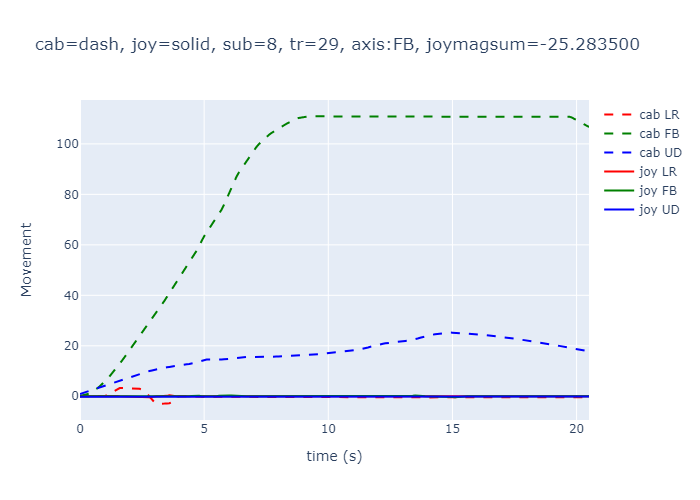 cab=dash, joy=solid, sub=8, tr=29, axis:FB, joymagsum=-25.283500
cab LR
cab FB
cab UD
joy LR
joy FB
joy UD
Movement
100
80
60
40
20
0
0
5
10
15
20
time (s)